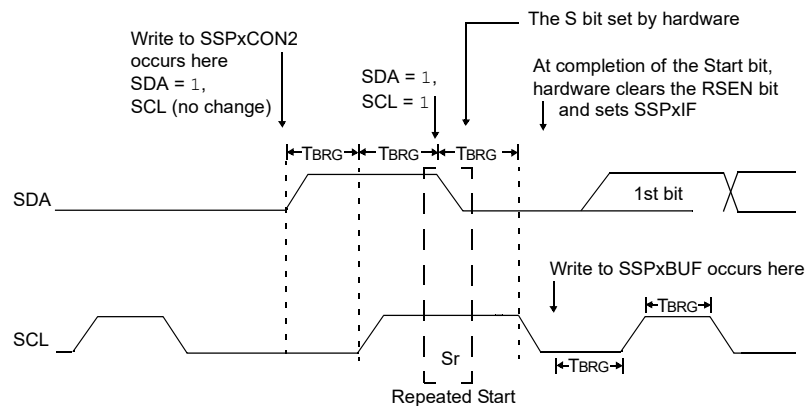 The S bit set by hardware
Write to SSPxCON2
occurs here
SDA = 1,
SCL (no change)
SDA = 1,
SCL = 1
At completion of the Start bit,
hardware clears the RSEN bit
and sets SSPxIF
TBRG TBRG TBRG
SDA
1st bit
Write to SSPxBUF occurs here
TBRG
SCL
Sr
TBRG
Repeated Start